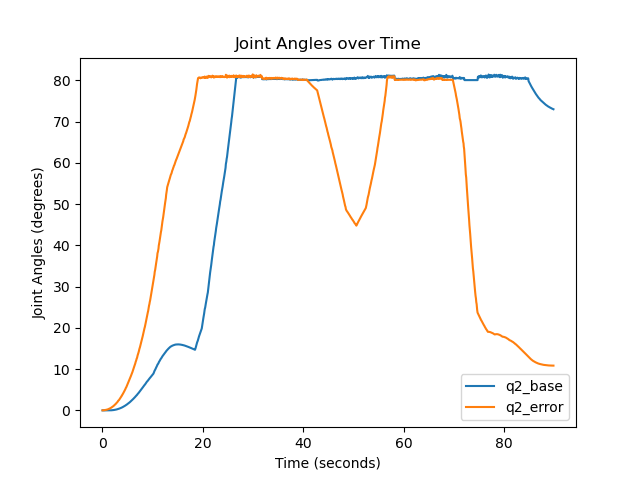 Joint Angles over Time
Joint Angles (degrees)
80
70
60
50
40
30
20
10
0
0 20 40 60 80
Time (seconds)
q2_base
q2_error